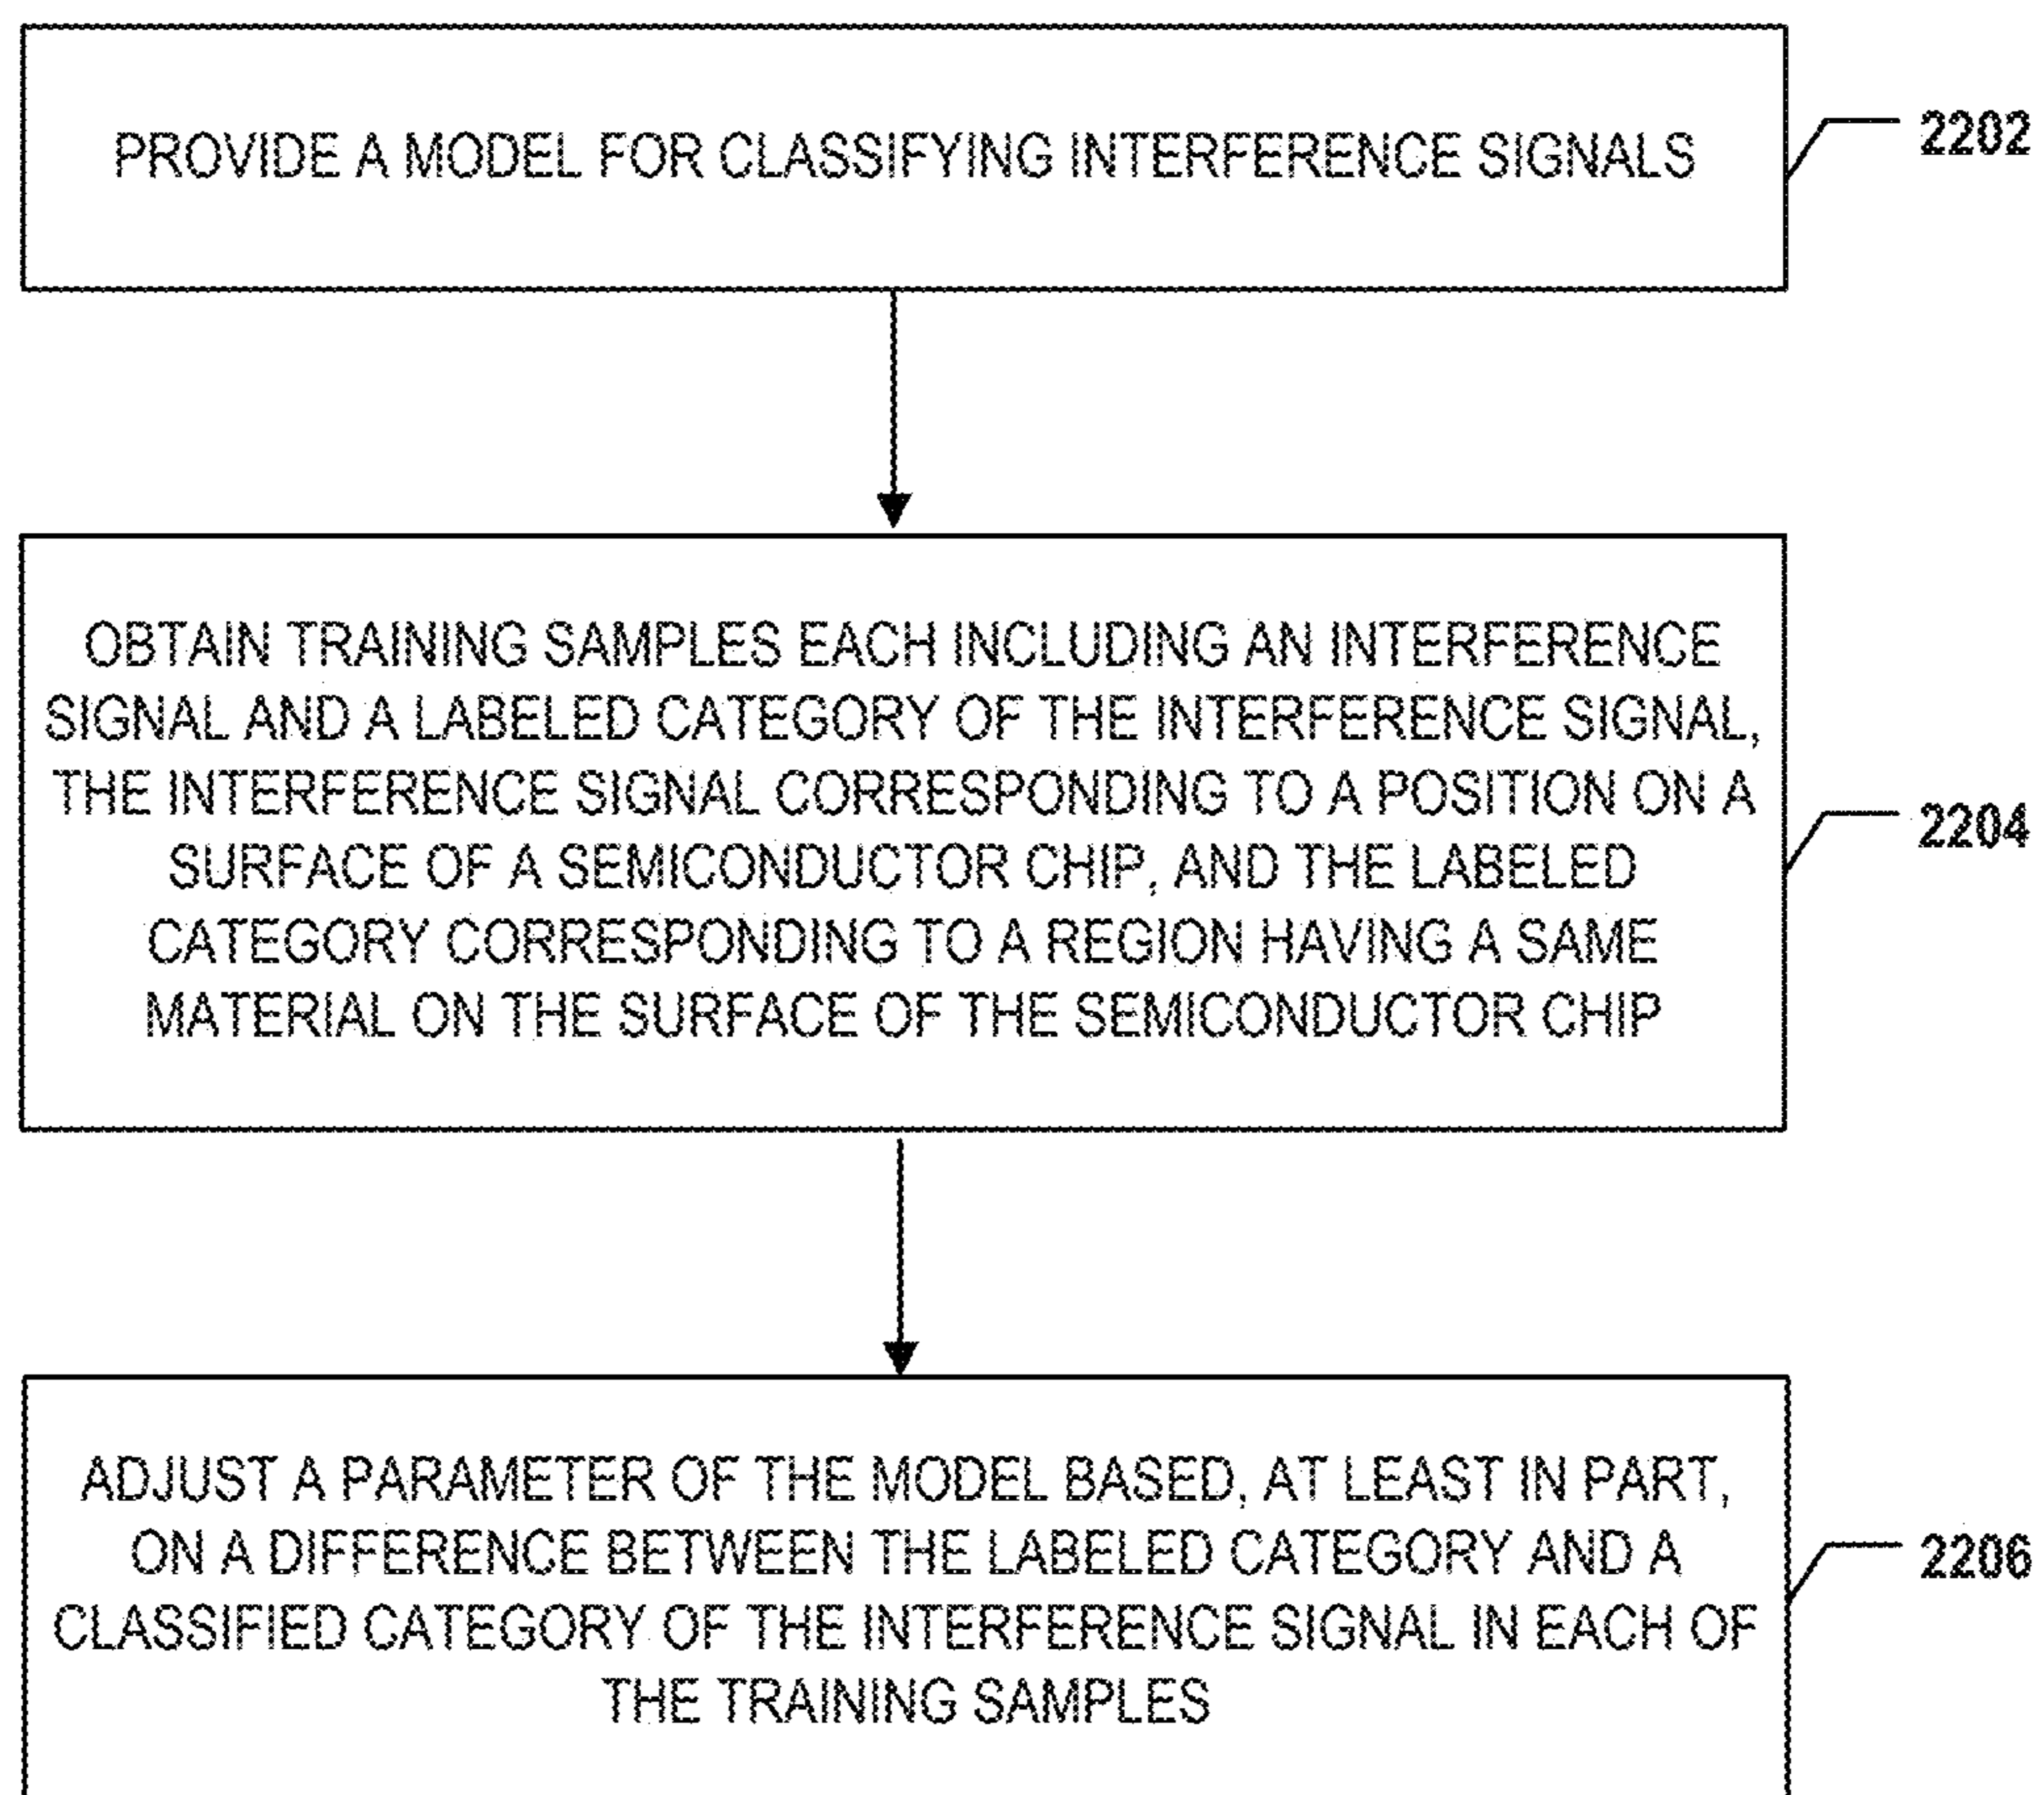 PROVIDE A MODEL FOR CLASSIFYING INTERFERENCE SIGNALS
2202
OBTAIN TRAINING SAMPLES EACH INCLUDING AN INTERFERENCE
SIGNAL AND A LABELED CATEGORY OF THE INTERFERENCE SIGNAL,
THE INTERFERENCE SIGNAL CORRESPONDING TO A POSITION ON A
SURFACE OF A SEMICONDUCTOR CHIP, AND THE LABELED
CATEGORY CORRESPONDING TO A REGION HAVING A SAME
MATERIAL ON THE SURFACE OF THE SEMICONDUCTOR CHIP
2204
ADJUST A PARAMETER OF THE MODEL BASED, AT LEAST IN PART,
ON A DIFFERENCE BETWEEN THE LABELED CATEGORY AND A
CLASSIFIED CATEGORY OF THE INTERFERENCE SIGNAL IN EACH OF
THE TRAINING SAMPLES
2206